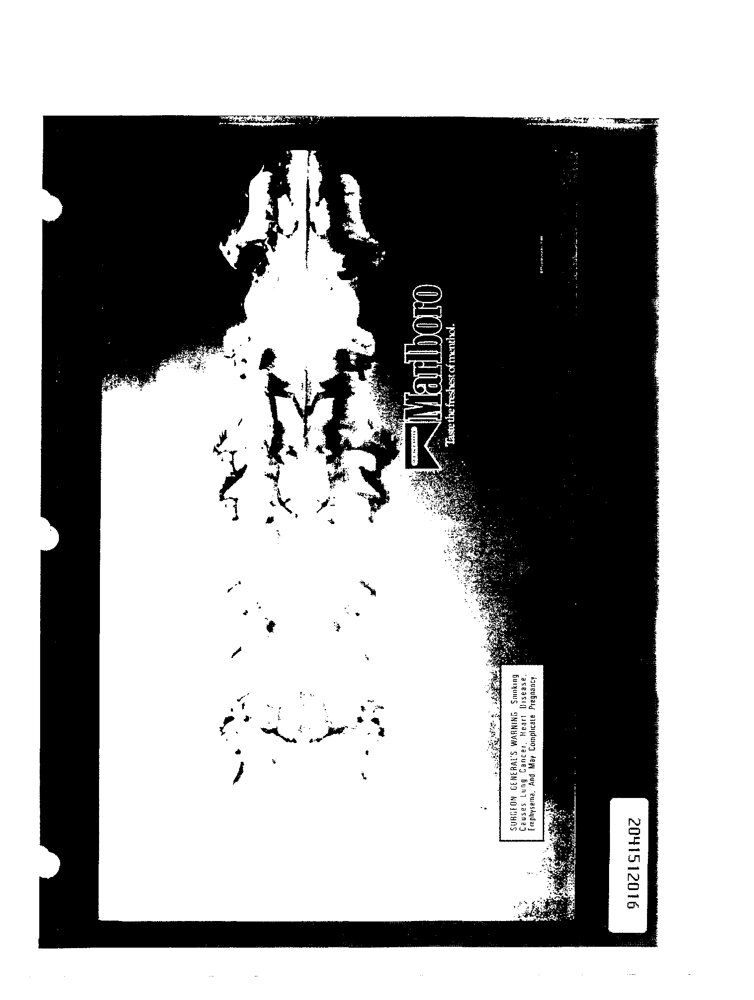 Marlboro
Taste the freshest of menthol.
SURGEON GENERAL'S WARNING Smoking
Causes Lung Cancer, Heart Disease,
Emphysema, And May Complicate Pregnancy
2041512016